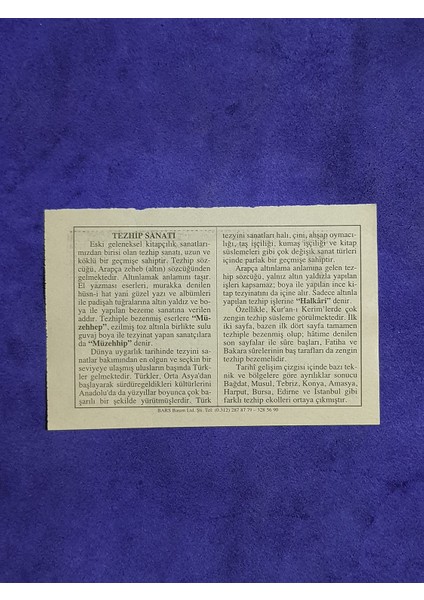 TEZHİP SANATI
Eski geleneksel kitapçılık sanatları-
mızdan birisi olan tezhip sanatı, uzun ve
köklü bir geçmişe sahiptir. Tezhip söz-
cüğü, Arapça zeheb (altın) sözcüğünden
gelmektedir. Altınlamak anlamını taşır.
El yazması eserleri, murakka denilen
hüsn-i hat yani güzel yazı ve albümleri
ile padişah tuğralarına altın yaldız ve bo-
ya ile yapılan bezeme sanatına verilen
addır. Tezhiple bezenmiş eserlere "Mü-
zehhep", ezilmiş toz altınla birlikte sulu
guvaj boya ile tezyinat yapan sanatçılara
da "Müzehhip" denir.
Dünya uygarlık tarihinde tezyini sa-
natlar bakımından en olgun ve seçkin bir
seviyeye ulaşmış ulusların başında Türk-
ler gelmektedir. Türkler, Orta Asya'dan
başlayarak sürdüregeldikleri kültürlerini
Anadolu'da da yüzyıllar boyunca çok ba-
şarılı bir şekilde yürütmüşlerdir. Türk
tezyini sanatları halı, çini, ahşap oymacı-
lığı, taş işçiliği, kumaş işçiliği ve kitap
süslemeleri gibi çok değişik sanat türleri
içinde parlak bir geçmişe sahiptir.
Arapça altınlama anlamına gelen tez-
hip sözcüğü, yalnız altın yaldızla yapılan
işleri kapsamaz; boya ile yapılan ince ki-
tap tezyinatını da içine alır. Sadece altınla
yapılan tezhip işlerine "Halkâri" denir.
Özellikle, Kur'an-ı Kerim'lerde çok
zengin tezhip süsleme görülmektedir. İlk
iki sayfa, bazen ilk dört sayfa tamamen
tezhiple bezenmiş olup; hâtime denilen
son sayfalar ile sûre başları, Fatiha ve
Bakara sûrelerinin baş tarafları da zengin
tezhip bezemelidir.
Tarihî gelişim çizgisi içinde bazı tek-
nik ve bölgelere göre ayrılıklar sonucu
Bağdat, Musul, Tebriz, Konya, Amasya,
Harput, Bursa, Edirne ve İstanbul gibi
farklı tezhip ekolleri ortaya çıkmıştır.